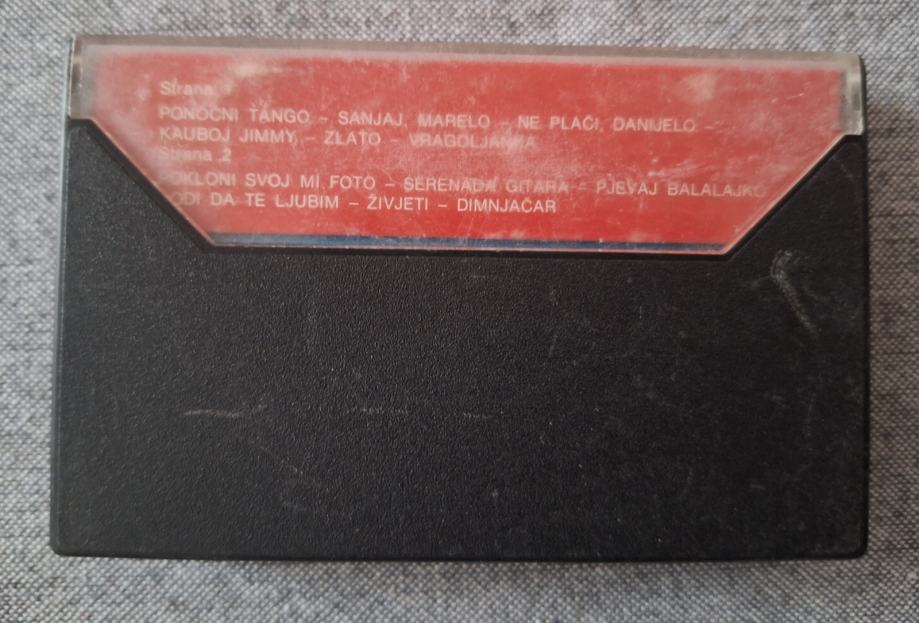 Strana 1
PONOĆNI TANGO – SANJAJ, MARELO – NE PLAČI, DANIJELO –
KAUBOJ JIMMY – ZLATO – VRAGOLJANKA
Strana 2
POKLONI SVOJ MI FOTO – SERENADA GITARA – PJEVAJ BALALAJKO
DODI DA TE LJUBIM – ŽIVJETI – DIMNJAČAR